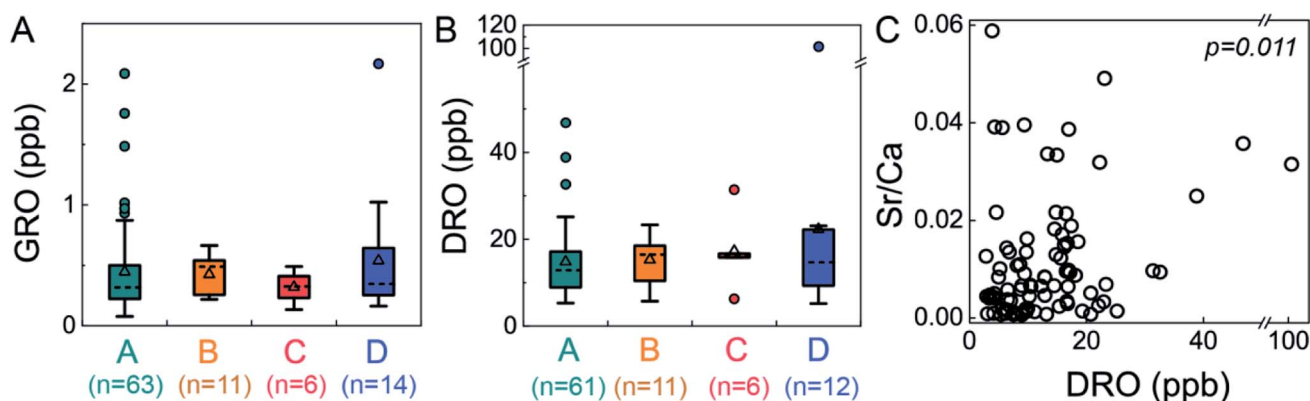 A
GRO (ppb)
2
1
0
A B C D
(n=63) (n=11) (n=6) (n=14)
B
DRO (ppb)
120
100
40
20
0
A B C D
(n=61) (n=11) (n=6) (n=12)
C
p=0.011
Sr/Ca
0.06
0.04
0.02
0.00
0 20 40 100
DRO (ppb)